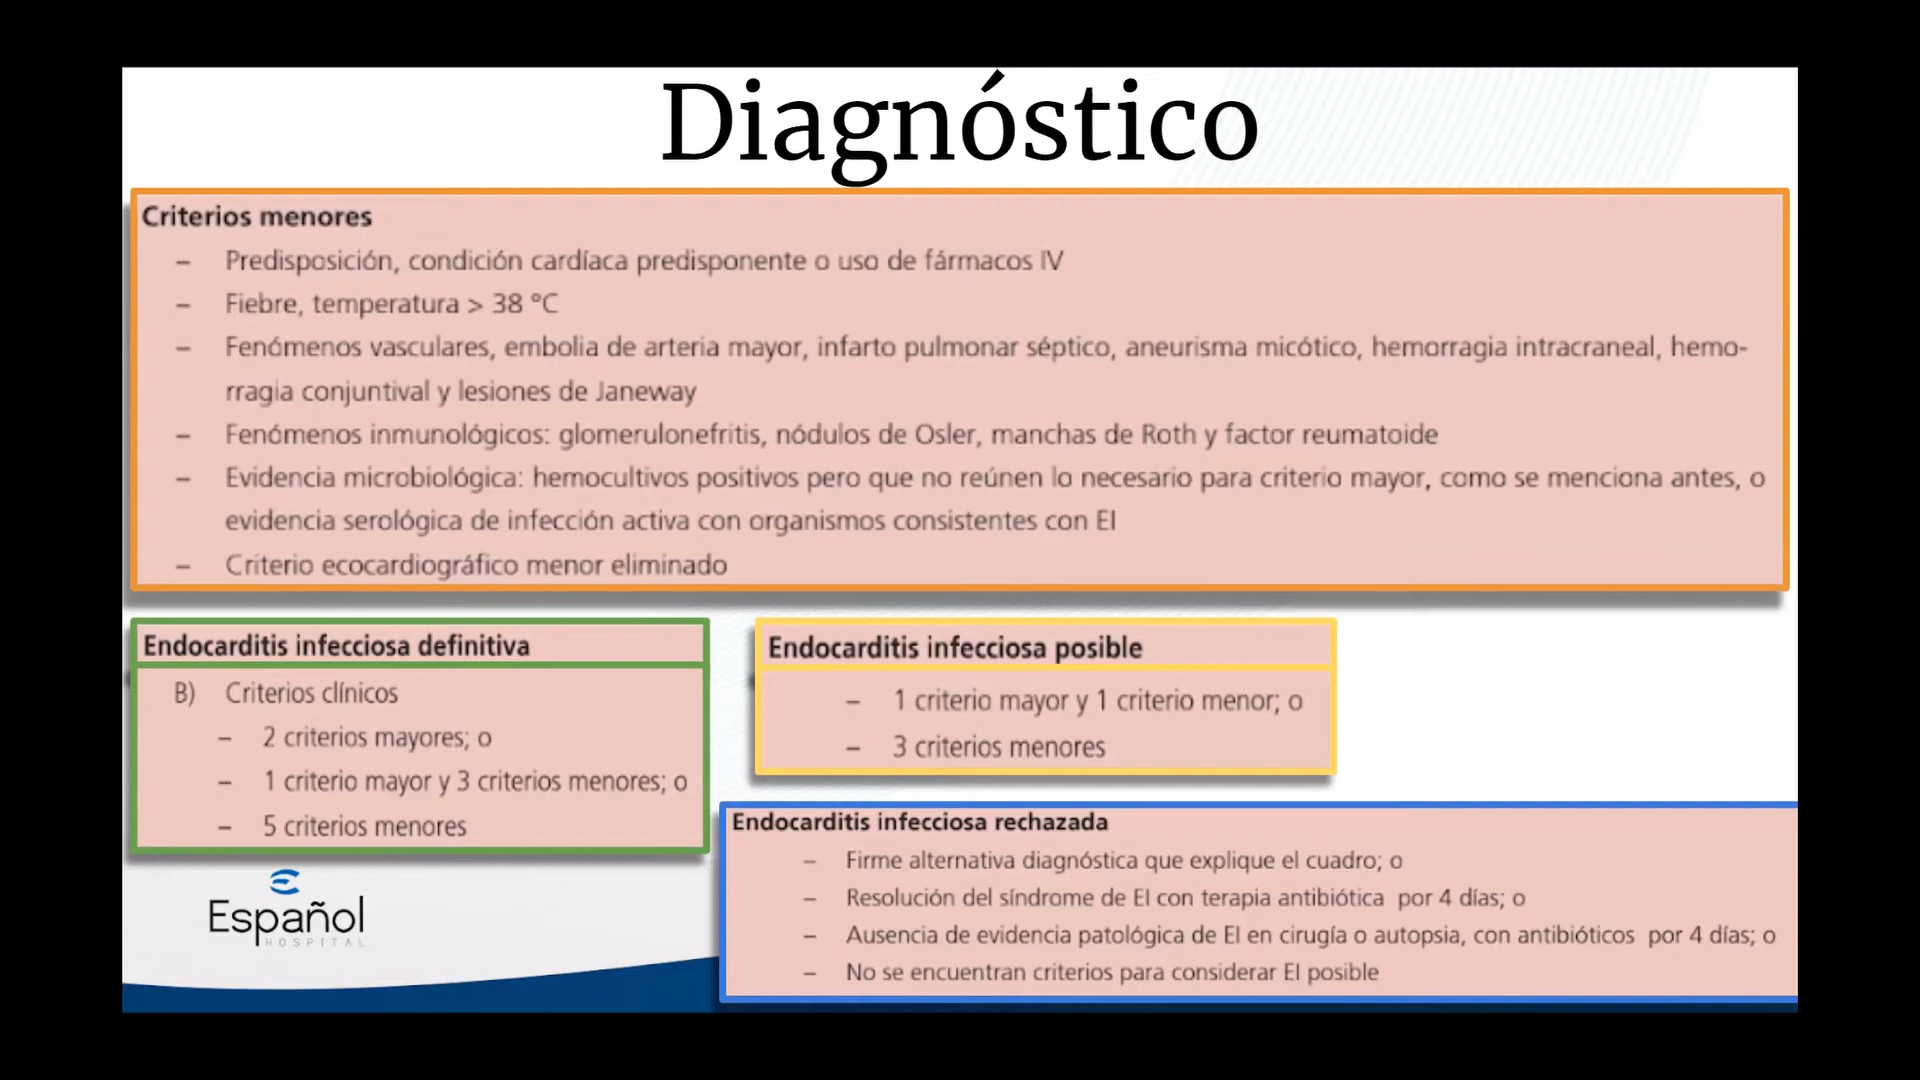 Diagnóstico
Criterios menores
– Predisposición, condición cardíaca predisponente o uso de fármacos IV
– Fiebre, temperatura > 38 °C
– Fenómenos vasculares, embolia de arteria mayor, infarto pulmonar séptico, aneurisma micótico, hemorragia intracraneal, hemo-
rragia conjuntival y lesiones de Janeway
– Fenómenos inmunológicos: glomerulonefritis, nódulos de Osler, manchas de Roth y factor reumatoide
– Evidencia microbiológica: hemocultivos positivos pero que no reúnen lo necesario para criterio mayor, como se menciona antes, o
evidencia serológica de infección activa con organismos consistentes con EI
– Criterio ecocardiográfico menor eliminado
Endocarditis infecciosa definitiva
B) Criterios clínicos
– 2 criterios mayores; o
– 1 criterio mayor y 3 criterios menores; o
– 5 criterios menores
Endocarditis infecciosa posible
– 1 criterio mayor y 1 criterio menor; o
– 3 criterios menores
Endocarditis infecciosa rechazada
– Firme alternativa diagnóstica que explique el cuadro; o
– Resolución del síndrome de EI con terapia antibiótica por 4 días; o
– Ausencia de evidencia patológica de EI en cirugía o autopsia, con antibióticos por 4 días; o
– No se encuentran criterios para considerar EI posible
Español
HOSPITAL